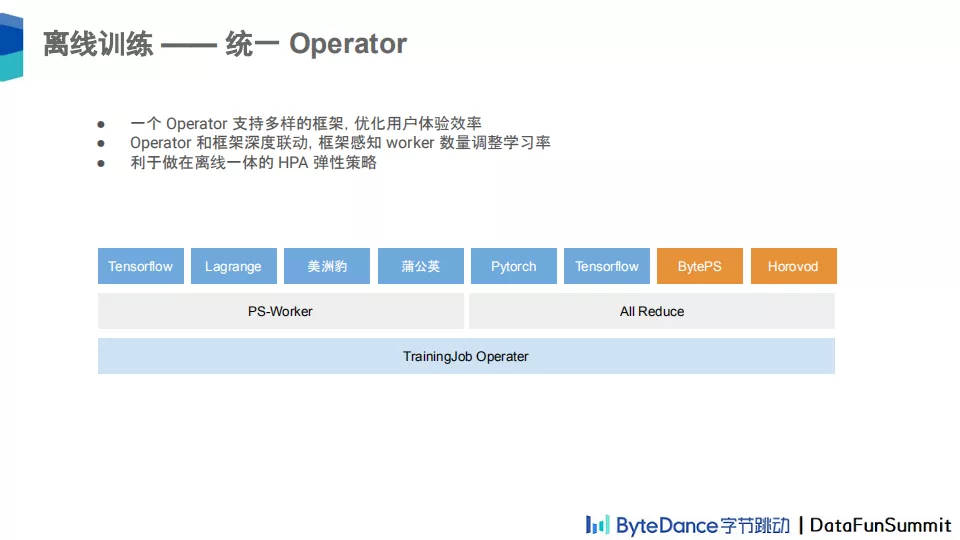 离线训练 —— 统一 Operator
● 一个 Operator 支持多样的框架, 优化用户体验效率
● Operator 和框架深度联动, 框架感知 worker 数量调整学习率
● 利于做在离线一体的 HPA 弹性策略
Tensorflow Lagrange 美洲豹 蒲公英 Pytorch Tensorflow BytePS Horovod
PS-Worker All Reduce
TrainingJob Operater
ByteDance字节跳动 | DataFunSummit